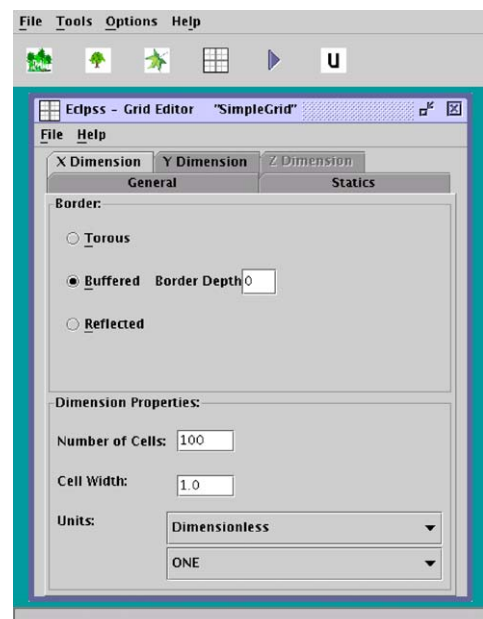 File Tools Options Help
u
Eclpss - Grid Editor "SimpleGrid"
File Help
X Dimension Y Dimension Z Dimension
General Statics
Border:
Torous
Buffered Border Depth 0
Reflected
Dimension Properties:
Number of Cells: 100
Cell Width: 1.0
Units: Dimensionless
ONE